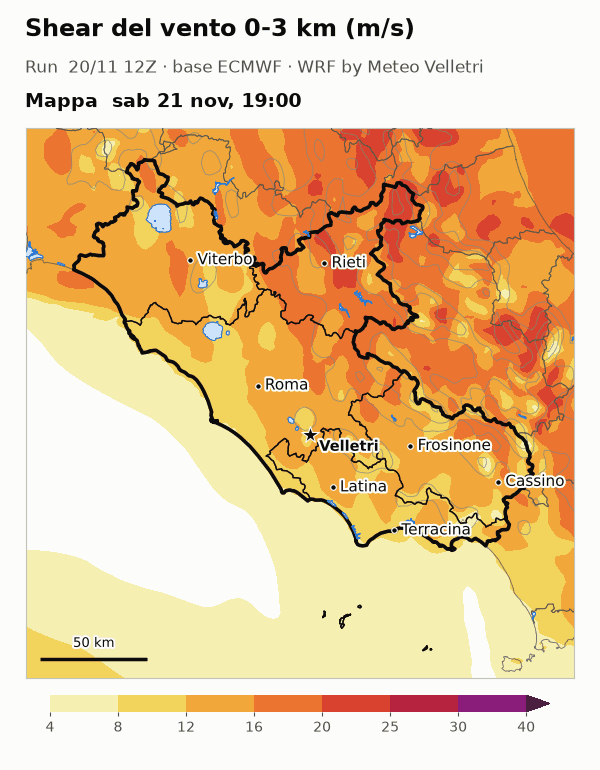 Shear del vento 0-3 km (m/s)
Run  20/11 12Z · base ECMWF · WRF by Meteo Velletri
Mappa  sab 21 nov, 19:00
Viterbo
Rieti
Roma
Velletri
Frosinone
Cassino
Latina
Terracina
50 km
4 8 12 16 20 25 30 40